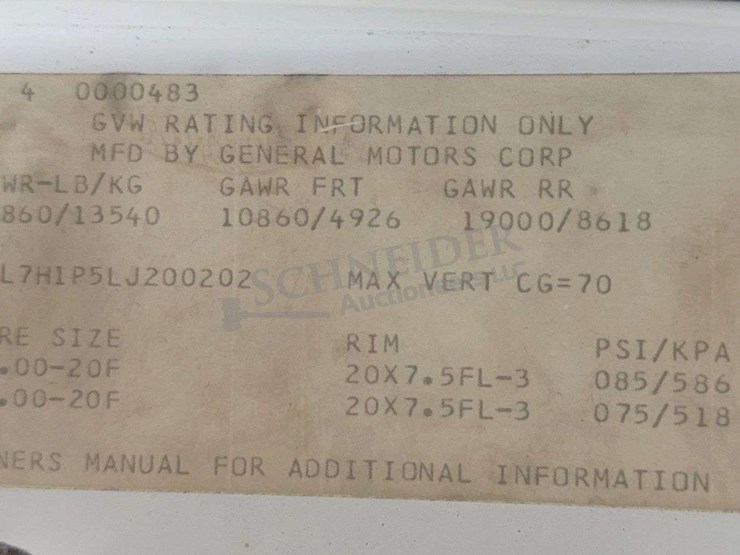 4 0000483
GVW RATING INFORMATION ONLY
MFD BY GENERAL MOTORS CORP
WR-LB/KG GAWR FRT GAWR RR
860/13540 10860/4926 19000/8618
L7H1P5LJ200202 MAX VERT CG=70
SCHNEIDER
Auctioneers LLC
RE SIZE RIM PSI/KPA
.00-20F 20X7.5FL-3 085/586
.00-20F 20X7.5FL-3 075/518
NERS MANUAL FOR ADDITIONAL INFORMATION